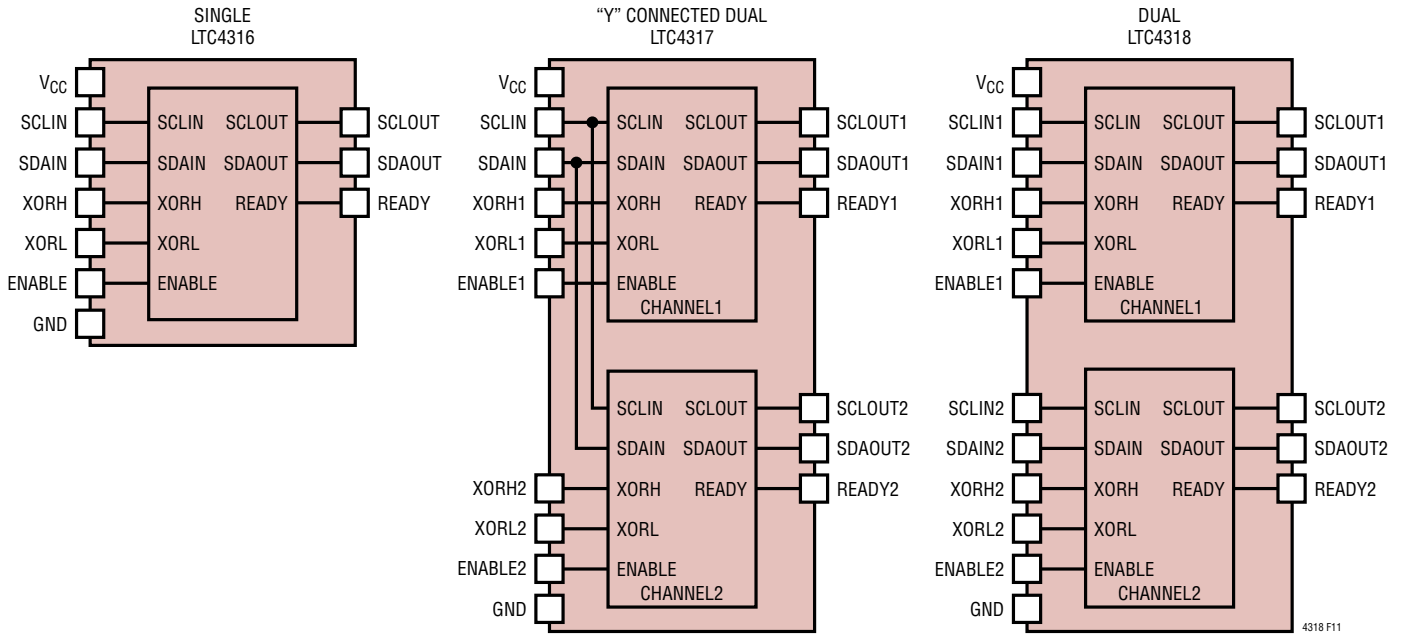 SINGLE
LTC4316
VCC
SCLIN
SDAIN
XORH
XORL
ENABLE
GND
SCLIN SCLOUT
SDAIN SDAOUT
XORH READY
XORL
ENABLE
SCLOUT
SDAOUT
READY
“Y” CONNECTED DUAL
LTC4317
VCC
SCLIN
SDAIN
XORH1
XORL1
ENABLE1
SCLIN SCLOUT
SDAIN SDAOUT
XORH READY
XORL
ENABLE
CHANNEL1
SCLOUT1
SDAOUT1
READY1
XORH2
XORL2
ENABLE2
GND
SCLIN SCLOUT
SDAIN SDAOUT
XORH READY
XORL
ENABLE
CHANNEL2
SCLOUT2
SDAOUT2
READY2
DUAL
LTC4318
VCC
SCLIN1
SDAIN1
XORH1
XORL1
ENABLE1
SCLIN SCLOUT
SDAIN SDAOUT
XORH READY
XORL
ENABLE
CHANNEL1
SCLOUT1
SDAOUT1
READY1
SCLIN2
SDAIN2
XORH2
XORL2
ENABLE2
GND
SCLIN SCLOUT
SDAIN SDAOUT
XORH READY
XORL
ENABLE
CHANNEL2
SCLOUT2
SDAOUT2
READY2
4318 F11